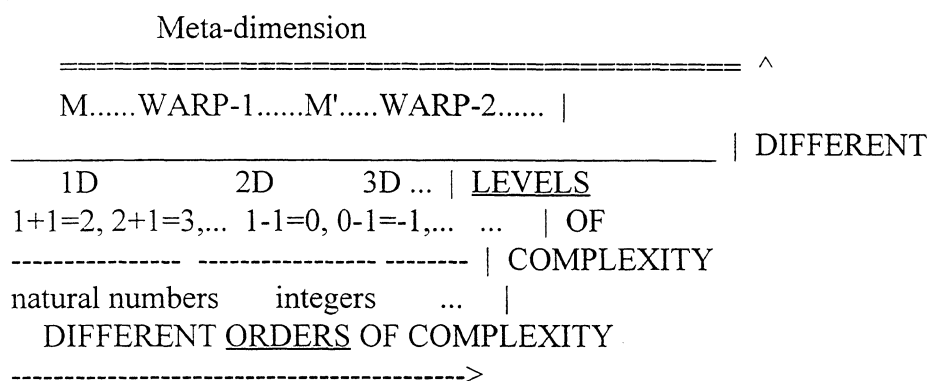 Meta-dimension
====================================== ^
M......WARP-1......M'.....WARP-2...... |
__________________________________________________ | DIFFERENT
1D 2D 3D ... | LEVELS
1+1=2, 2+1=3,... 1-1=0, 0-1=-1,... ... | OF
---------------- ---------------- -------- | COMPLEXITY
natural numbers integers ... |
DIFFERENT ORDERS OF COMPLEXITY
------------------------------------------->